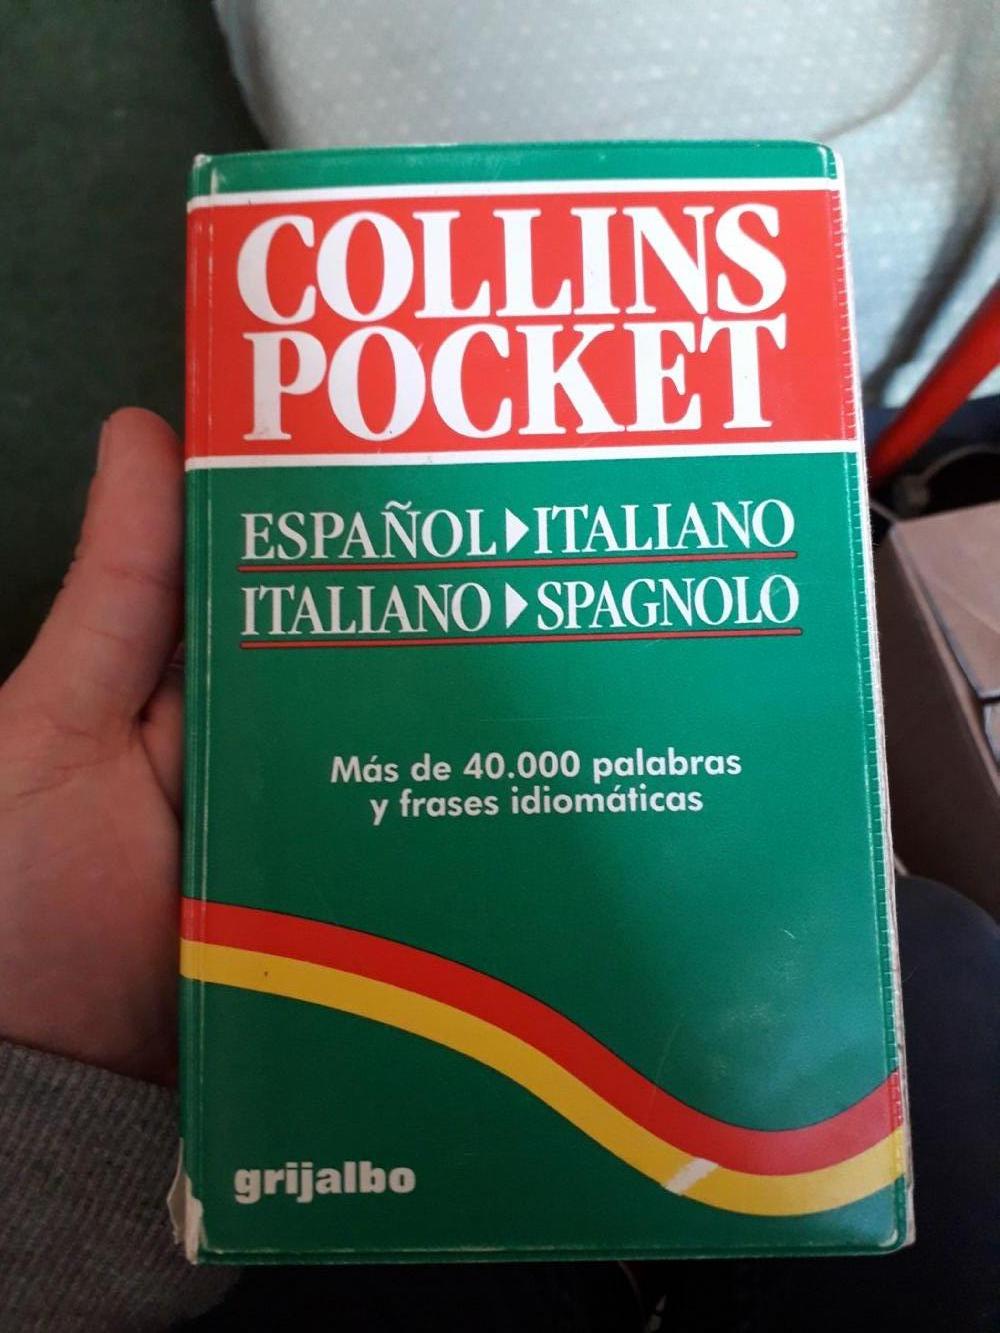 COLLINS
POCKET
ESPAÑOL▶ITALIANO
ITALIANO▶SPAGNOLO
Más de 40.000 palabras
y frases idiomáticas
grijalbo